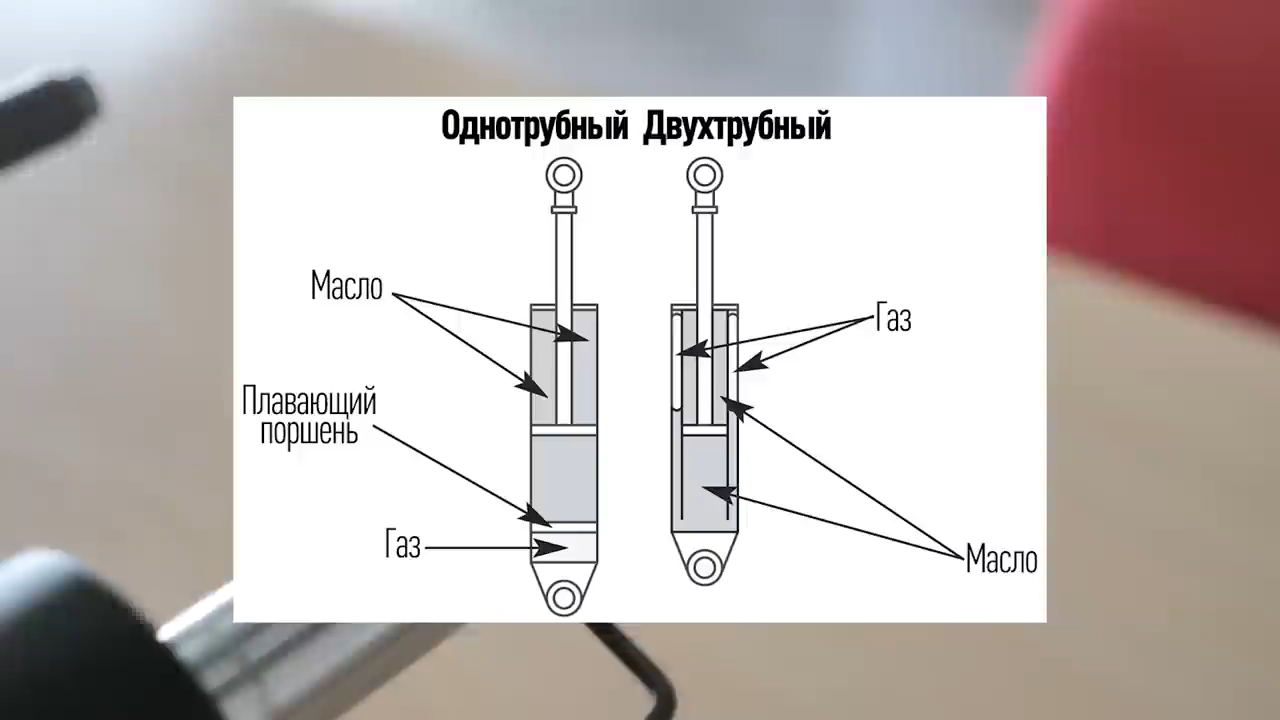 Однотрубный Двухтрубный
Масло
Газ
Плавающий
поршень
Газ
Масло